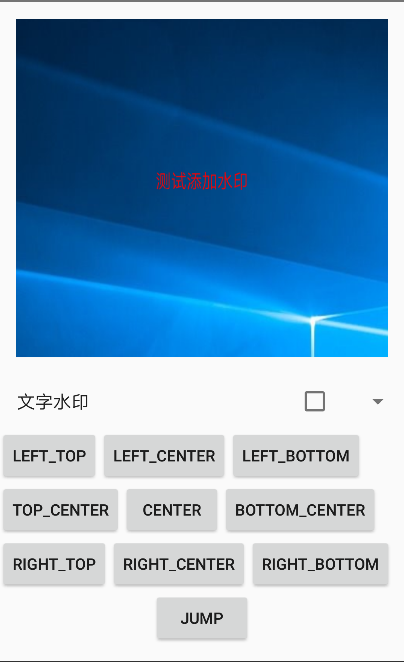 测试添加水印
文字水印
LEFT_TOP LEFT_CENTER LEFT_BOTTOM
TOP_CENTER CENTER BOTTOM_CENTER
RIGHT_TOP RIGHT_CENTER RIGHT_BOTTOM
JUMP